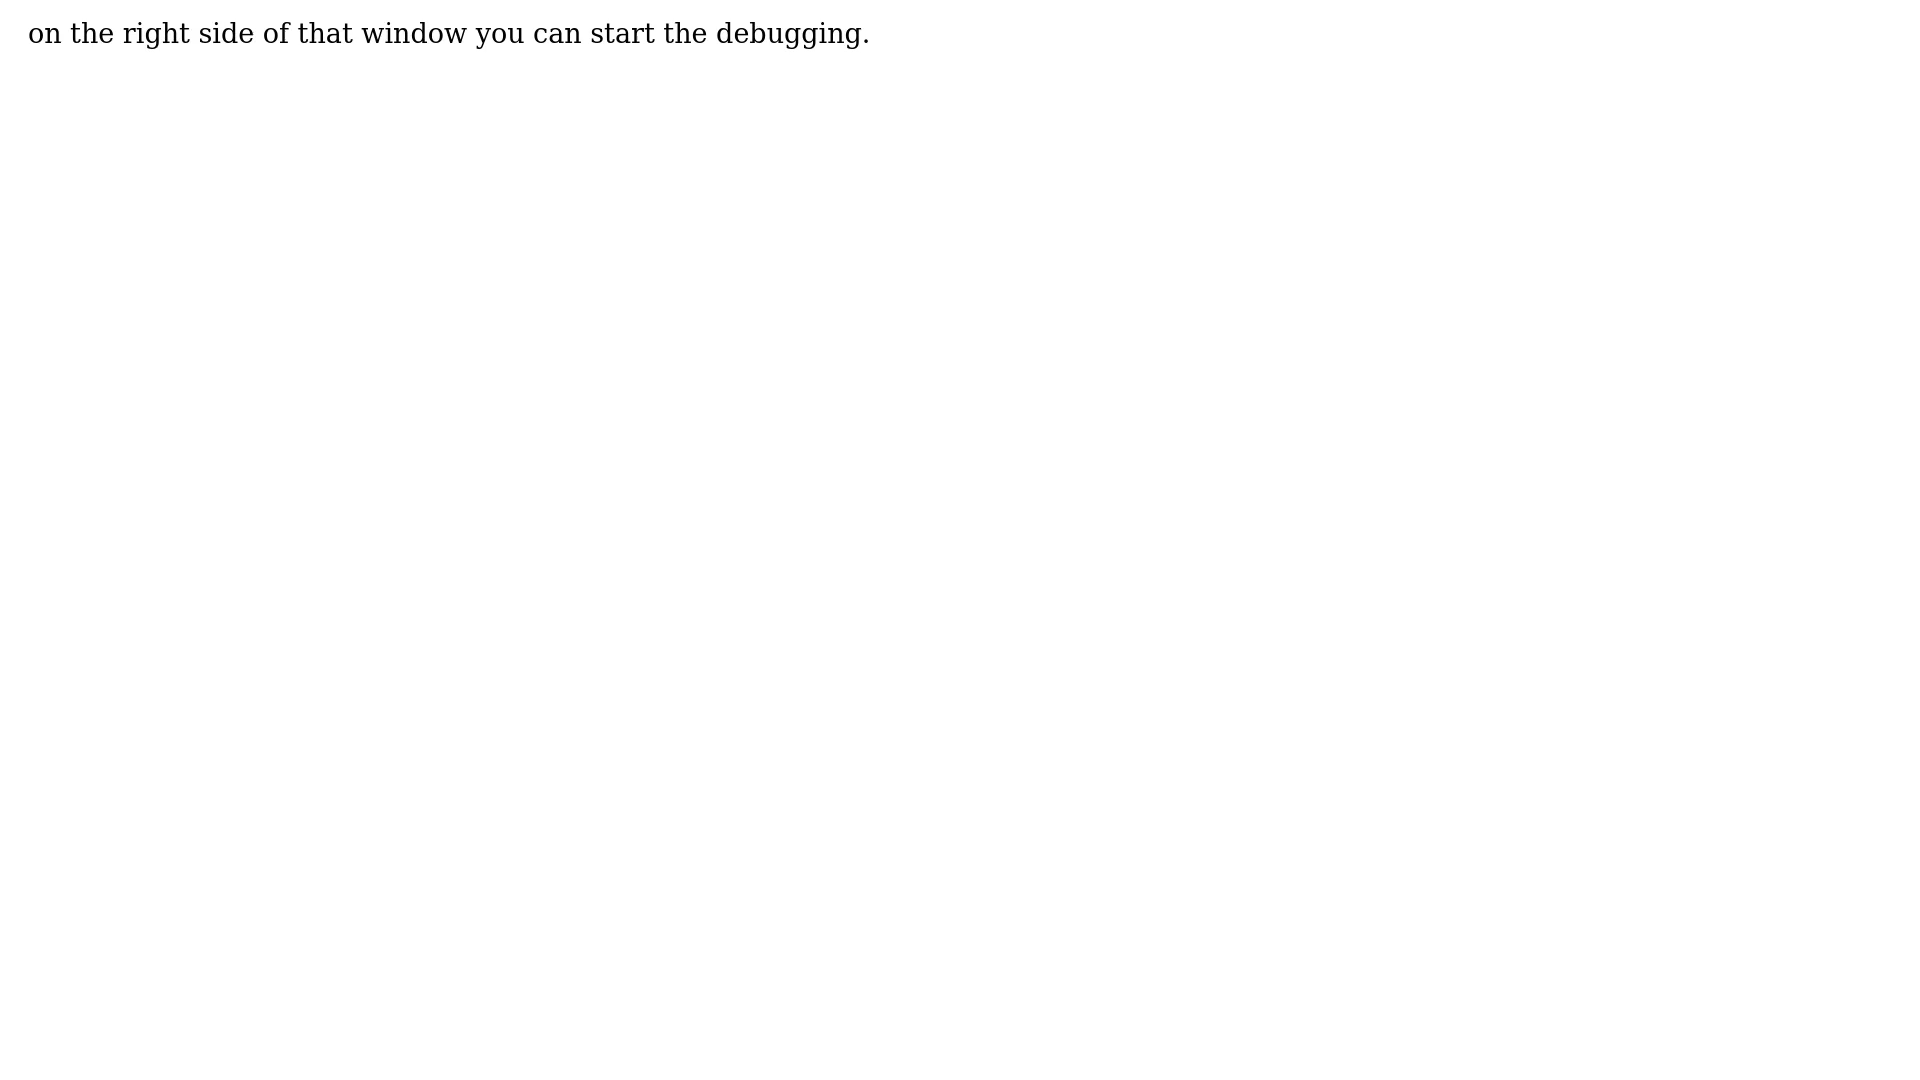 on the right side of that window you can start the debugging.